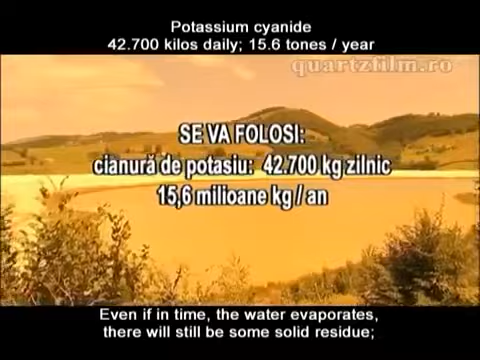 Potassium cyanide
42.700 kilos daily; 15.6 tones / year
quartzfilm.ro
SE VA FOLOSI:
cianură de potasiu: 42.700 kg zilnic
15,6 milioane kg / an
Even if in time, the water evaporates,
there will still be some solid residue;